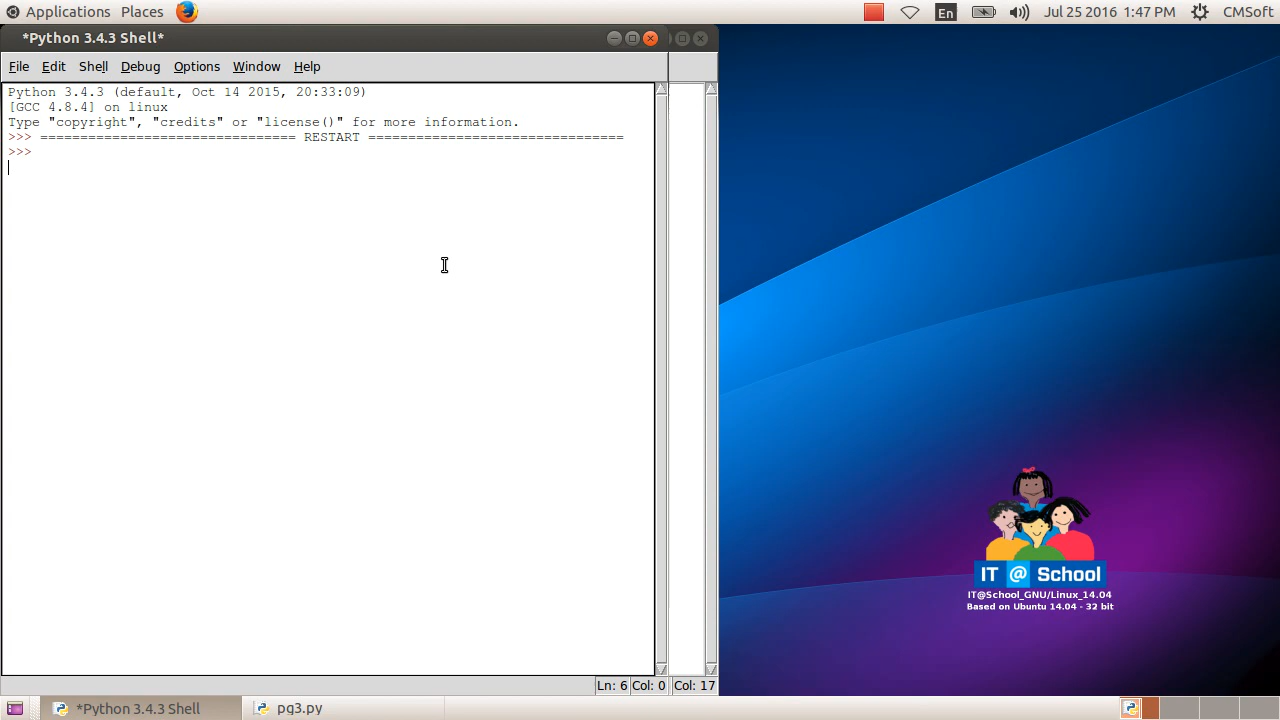 Applications Places
En
Jul 25 2016 1:47 PM
CMSoft
*Python 3.4.3 Shell*
File Edit Shell Debug Options Window Help
Python 3.4.3 (default, Oct 14 2015, 20:33:09)
[GCC 4.8.4] on linux
Type "copyright", "credits" or "license()" for more information.
>>> ================================ RESTART ================================
>>>
IT @ School
IT@School_GNU/Linux_14.04
Based on Ubuntu 14.04 - 32 bit
Ln: 6 Col: 0 Col: 17
*Python 3.4.3 Shell
pg3.py